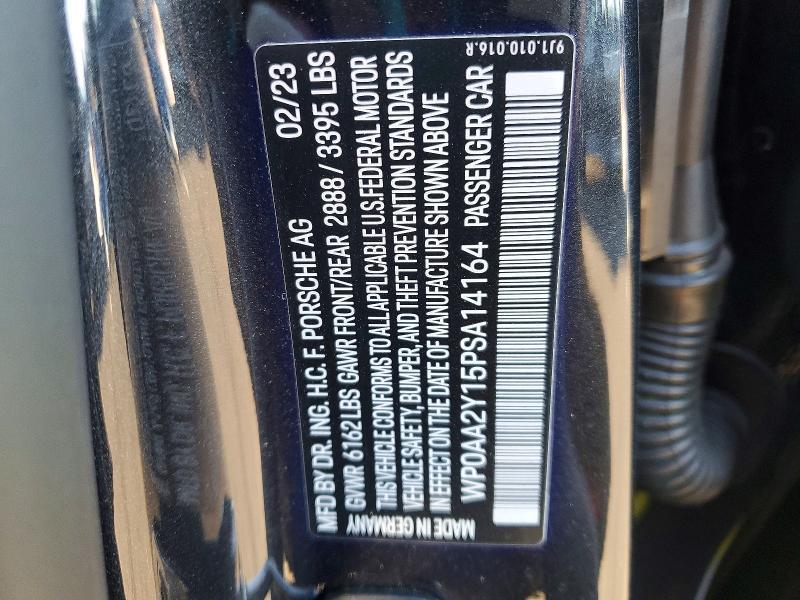 MFD BY DR. ING. H.C. F. PORSCHE AG 02/23
GVWR 6162 LBS GAWR FRONT/REAR 2888 / 3395 LBS
THIS VEHICLE CONFORMS TO ALL APPLICABLE U.S. FEDERAL MOTOR
VEHICLE SAFETY, BUMPER, AND THEFT PREVENTION STANDARDS
IN EFFECT ON THE DATE OF MANUFACTURE SHOWN ABOVE
WP0AA2Y15PSA14164 PASSENGER CAR
MADE IN GERMANY
9J1.010.016.R